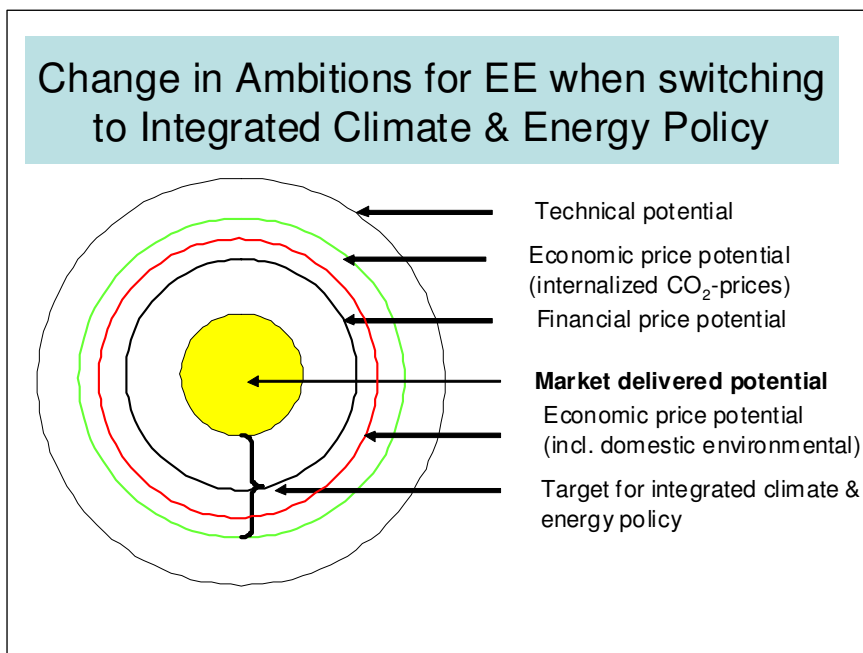 Change in Ambitions for EE when switching
to Integrated Climate & Energy Policy
Technical potential
Economic price potential
(internalized CO₂-prices)
Financial price potential
Market delivered potential
Economic price potential
(incl. domestic environmental)
Target for integrated climate &
energy policy